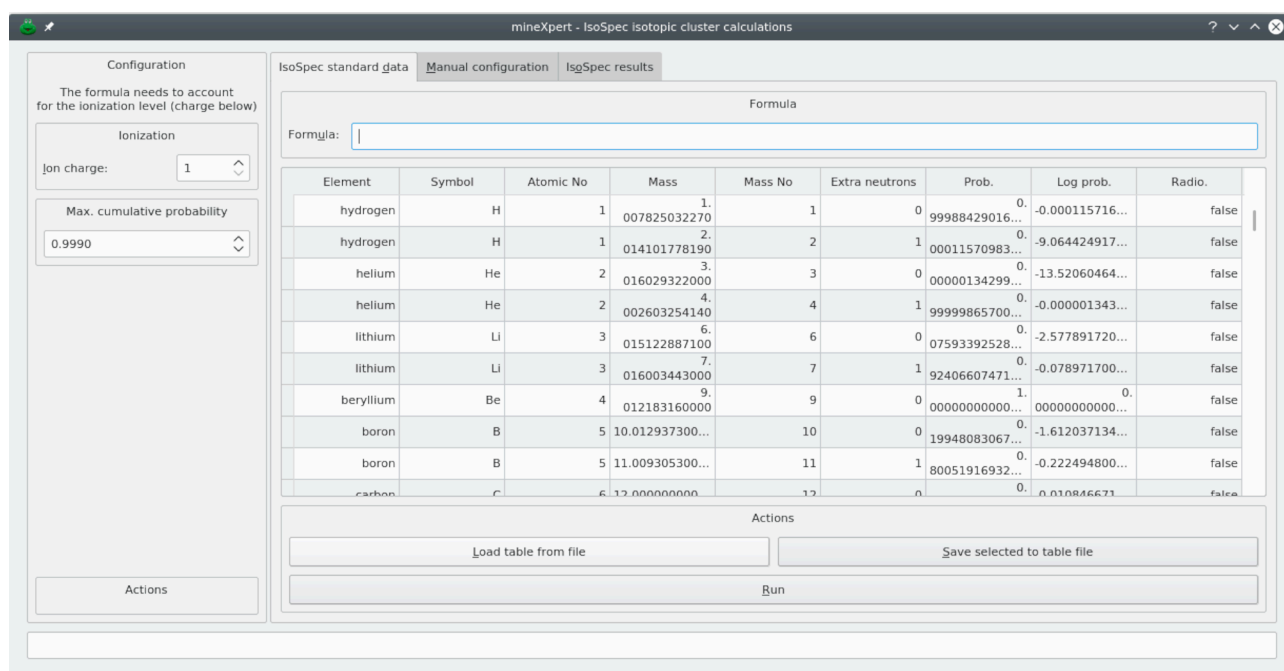 mineXpert - IsoSpec isotopic cluster calculations
Configuration
The formula needs to account
for the ionization level (charge below)
Ionization
Ion charge: 1
Max. cumulative probability
0.9990
Actions
IsoSpec standard data Manual configuration IsoSpec results
Formula
Formula:
Element Symbol Atomic No Mass Mass No Extra neutrons Prob. Log prob. Radio.
hydrogen H 1 1. 007825032270 1 0 0. 99988429016... -0.000115716... false
hydrogen H 1 2. 014101778190 2 1 0. 00011570983... -9.064424917... false
helium He 2 3. 016029322000 3 0 0. 00000134299... -13.52060464... false
helium He 2 4. 002603254140 4 1 0. 99999865700... -0.000001343... false
lithium Li 3 6. 015122887100 6 0 0. 07593392528... -2.577891720... false
lithium Li 3 7. 016003443000 7 1 0. 92406607471... -0.078971700... false
beryllium Be 4 9. 012183160000 9 0 1. 00000000000... 0. 00000000000... false
boron B 5 10.012937300... 10 0 0. 19948083067... -1.612037134... false
boron B 5 11.009305300... 11 1 0. 80051916932... -0.222494800... false
carbon C 6 12.000000000... 12 0 0. false
Actions
Load table from file Save selected to table file
Run